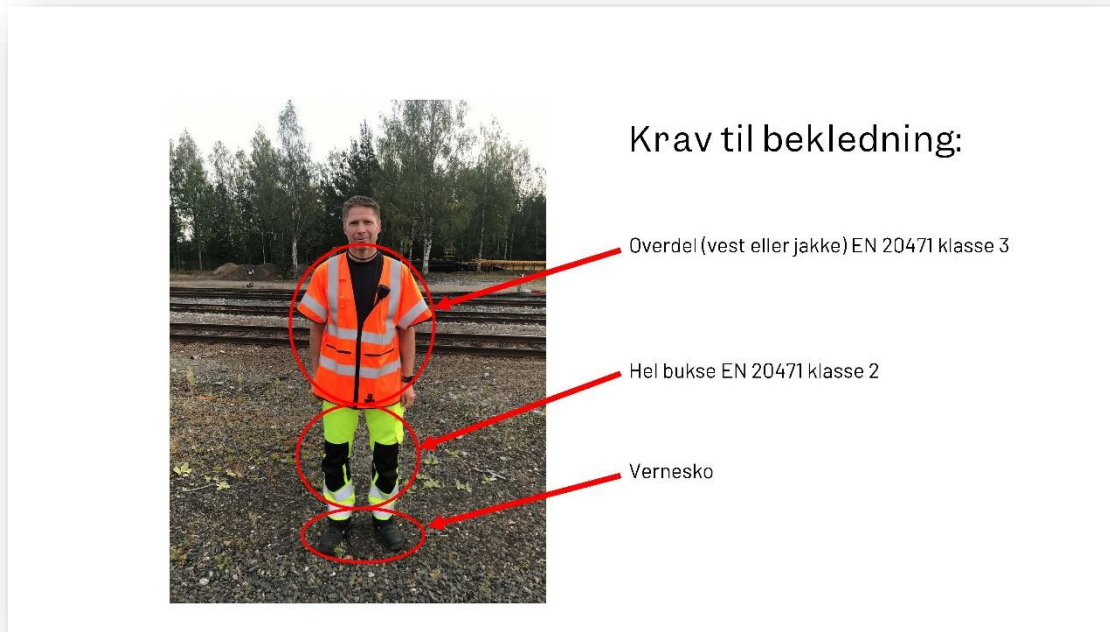 Krav til bekledning:
Overdel (vest eller jakke) EN 20471 klasse 3
Hel bukse EN 20471 klasse 2
Vernesko